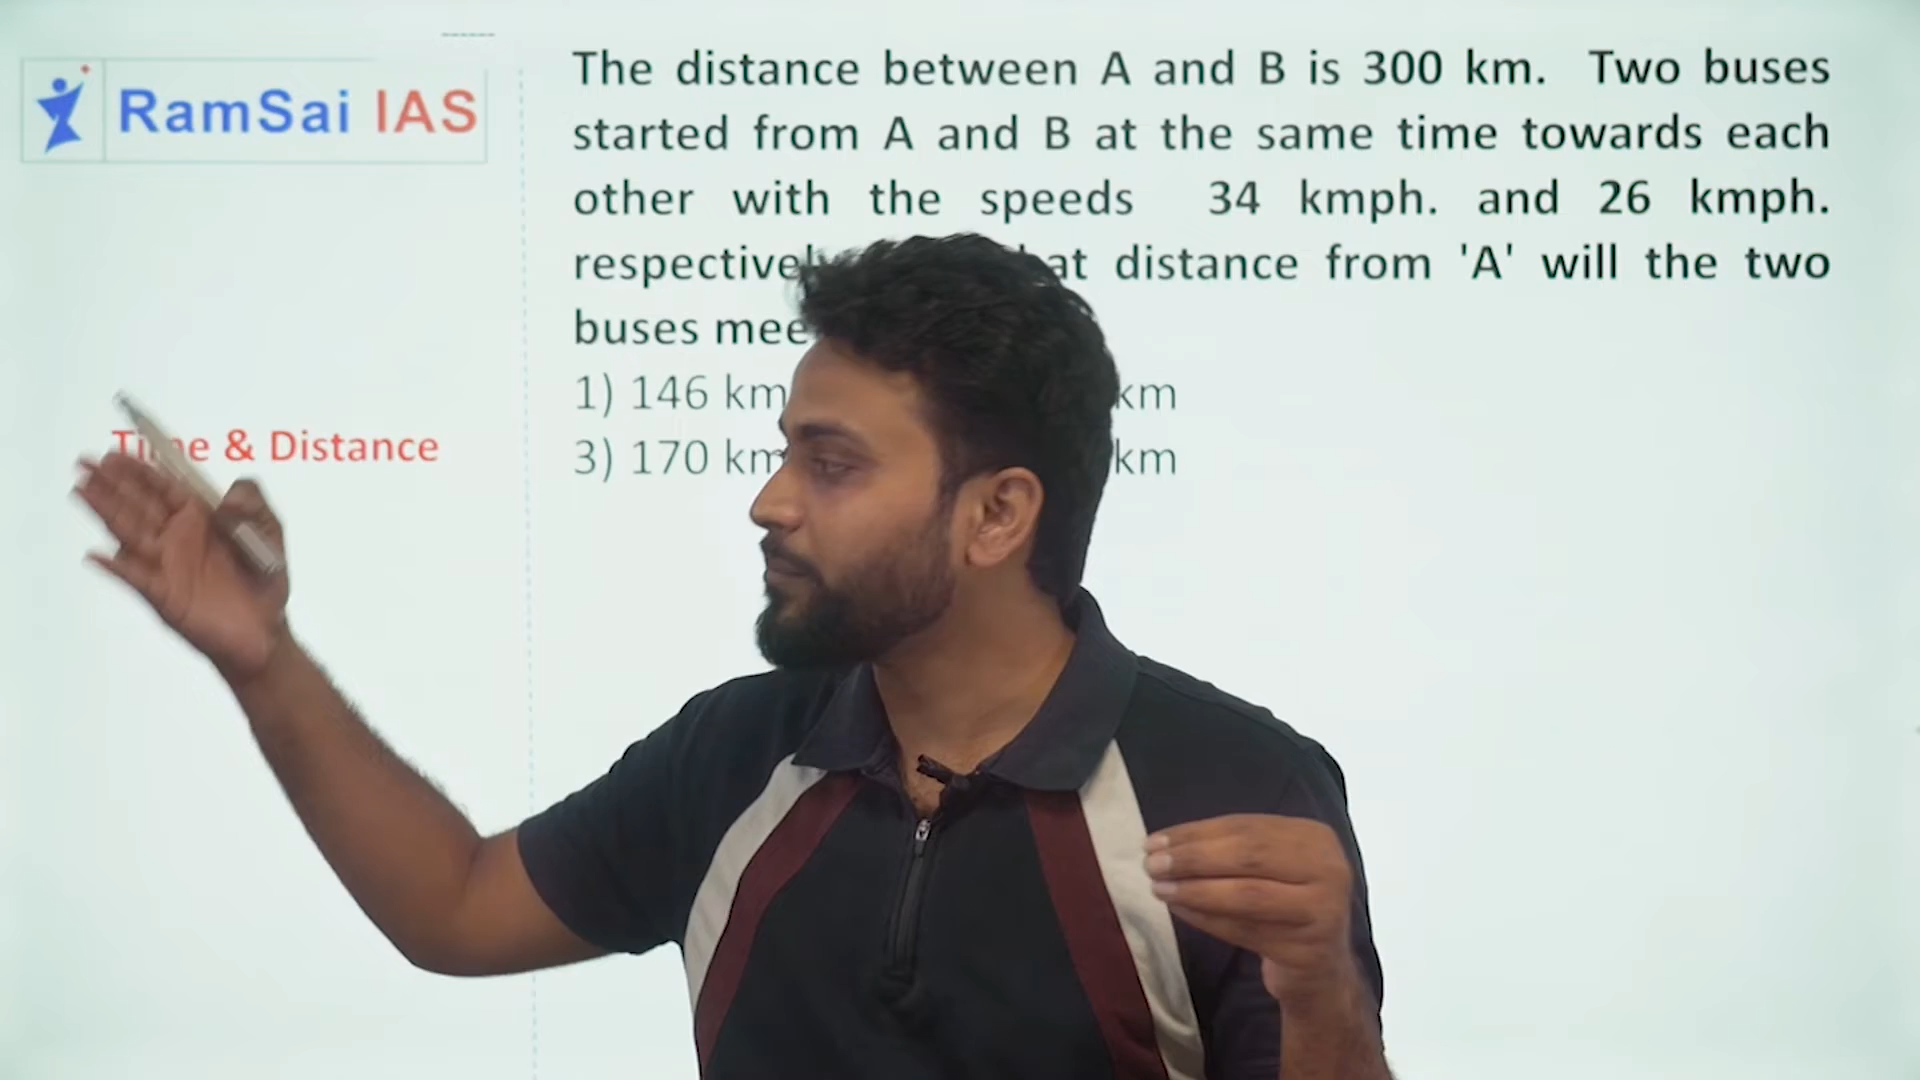 RamSai IAS
Time & Distance
The distance between A and B is 300 km. Two buses
started from A and B at the same time towards each
other with the speeds 34 kmph. and 26 kmph.
distance from 'A' will the two
buses
1) 146 km km
3) 170 km km